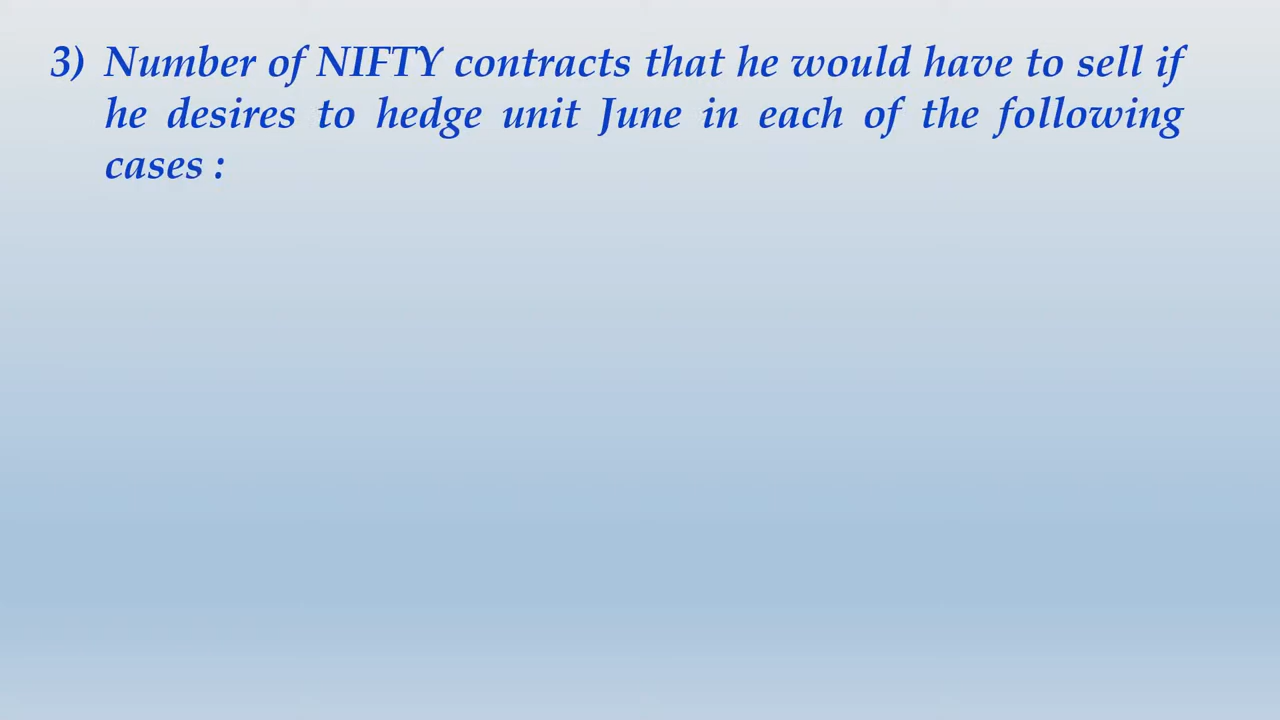 3) Number of NIFTY contracts that he would have to sell if
he desires to hedge unit June in each of the following
cases :